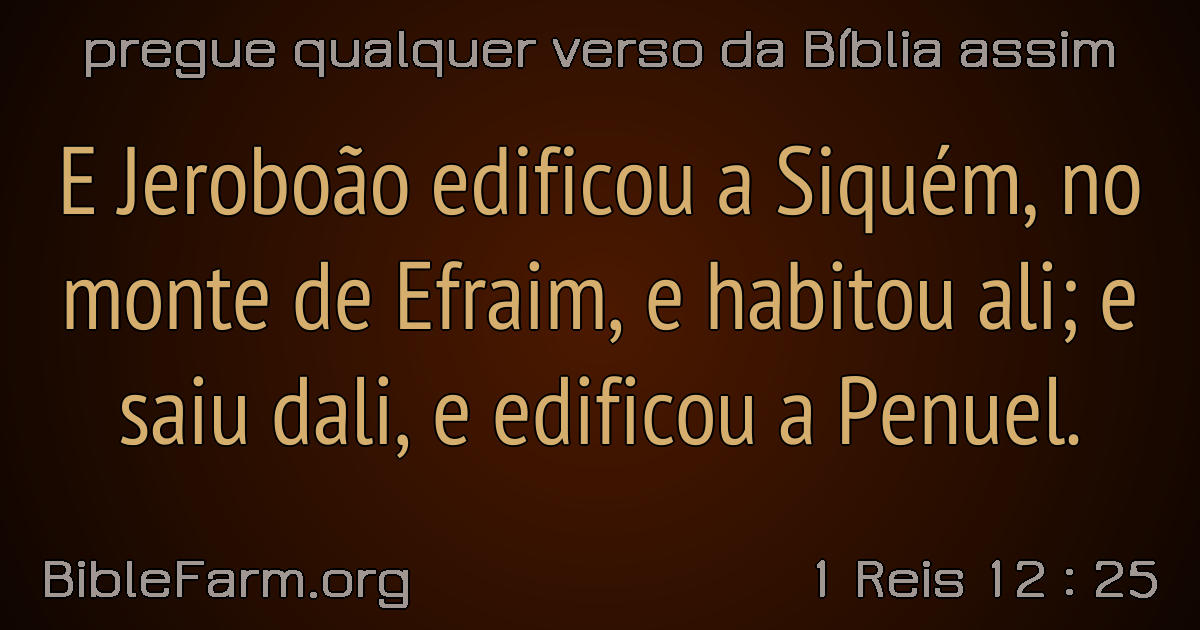 pregue qualquer verso da Bíblia assim
E Jeroboão edificou a Siquém, no
monte de Efraim, e habitou ali; e
saiu dali, e edificou a Penuel.
BibleFarm.org
1 Reis 12 : 25